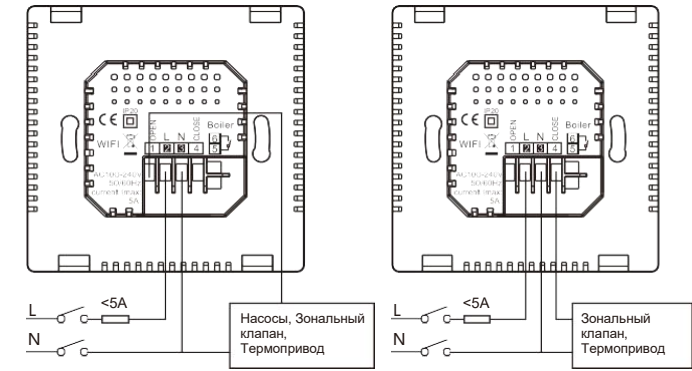 IP20
CE
WIFI
OPEN L N CLOSE
Boiler
1 2 3 4
6
5
AC100-240V
50/60Hz
current max
5A
L
<5A
N
Насосы, Зональный
клапан,
Термопривод
IP20
CE
WIFI
OPEN L N CLOSE
Boiler
1 2 3 4
6
5
AC100-240V
50/60Hz
current max
5A
L
<5A
N
Зональный
клапан,
Термопривод